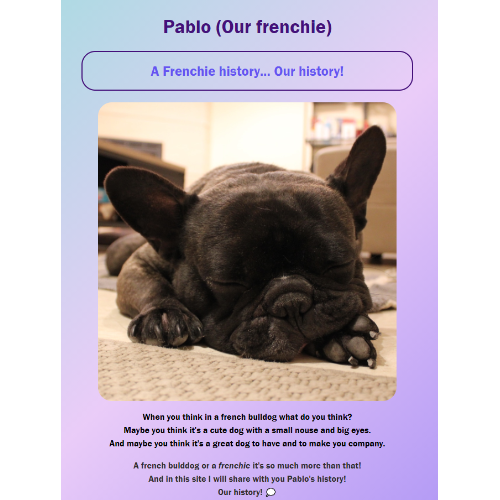 Pablo (Our frenchie)
A Frenchie history... Our history!
When you think in a french bulldog what do you think?
Maybe you think it's a cute dog with a small nouse and big eyes.
And maybe you think it's a great dog to have and to make you company.
A french bulddog or a frenchie it's so much more than that!
And in this site I will share with you Pablo's history!
Our history! 💭